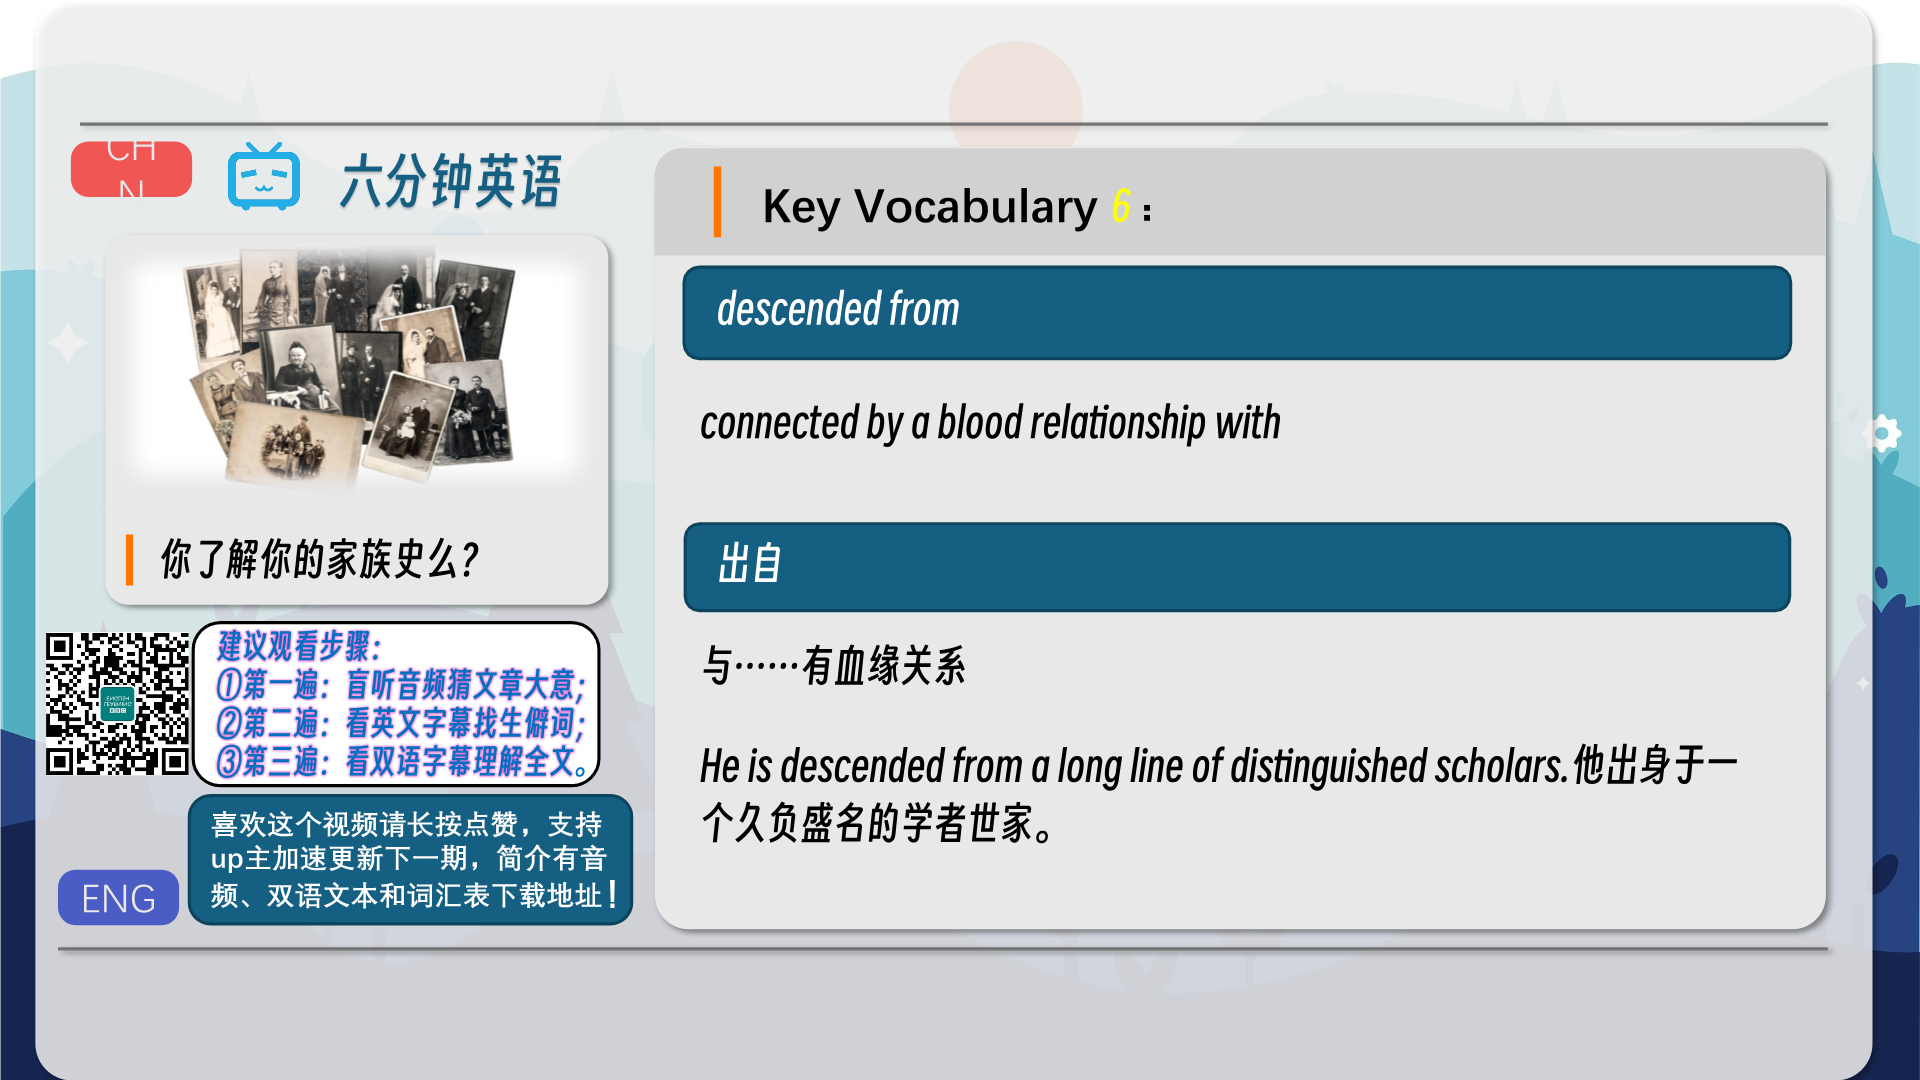 CHN
六分钟英语
你了解你的家族史么?
建议观看步骤:
①第一遍：盲听音频猜文章大意;
②第二遍：看英文字幕找生僻词;
③第三遍：看双语字幕理解全文。
喜欢这个视频请长按点赞，支持
up主加速更新下一期，简介有音
频、双语文本和词汇表下载地址！
ENG
Key Vocabulary 6：
descended from
connected by a blood relationship with
出自
与……有血缘关系
He is descended from a long line of distinguished scholars.他出身于一
个久负盛名的学者世家。